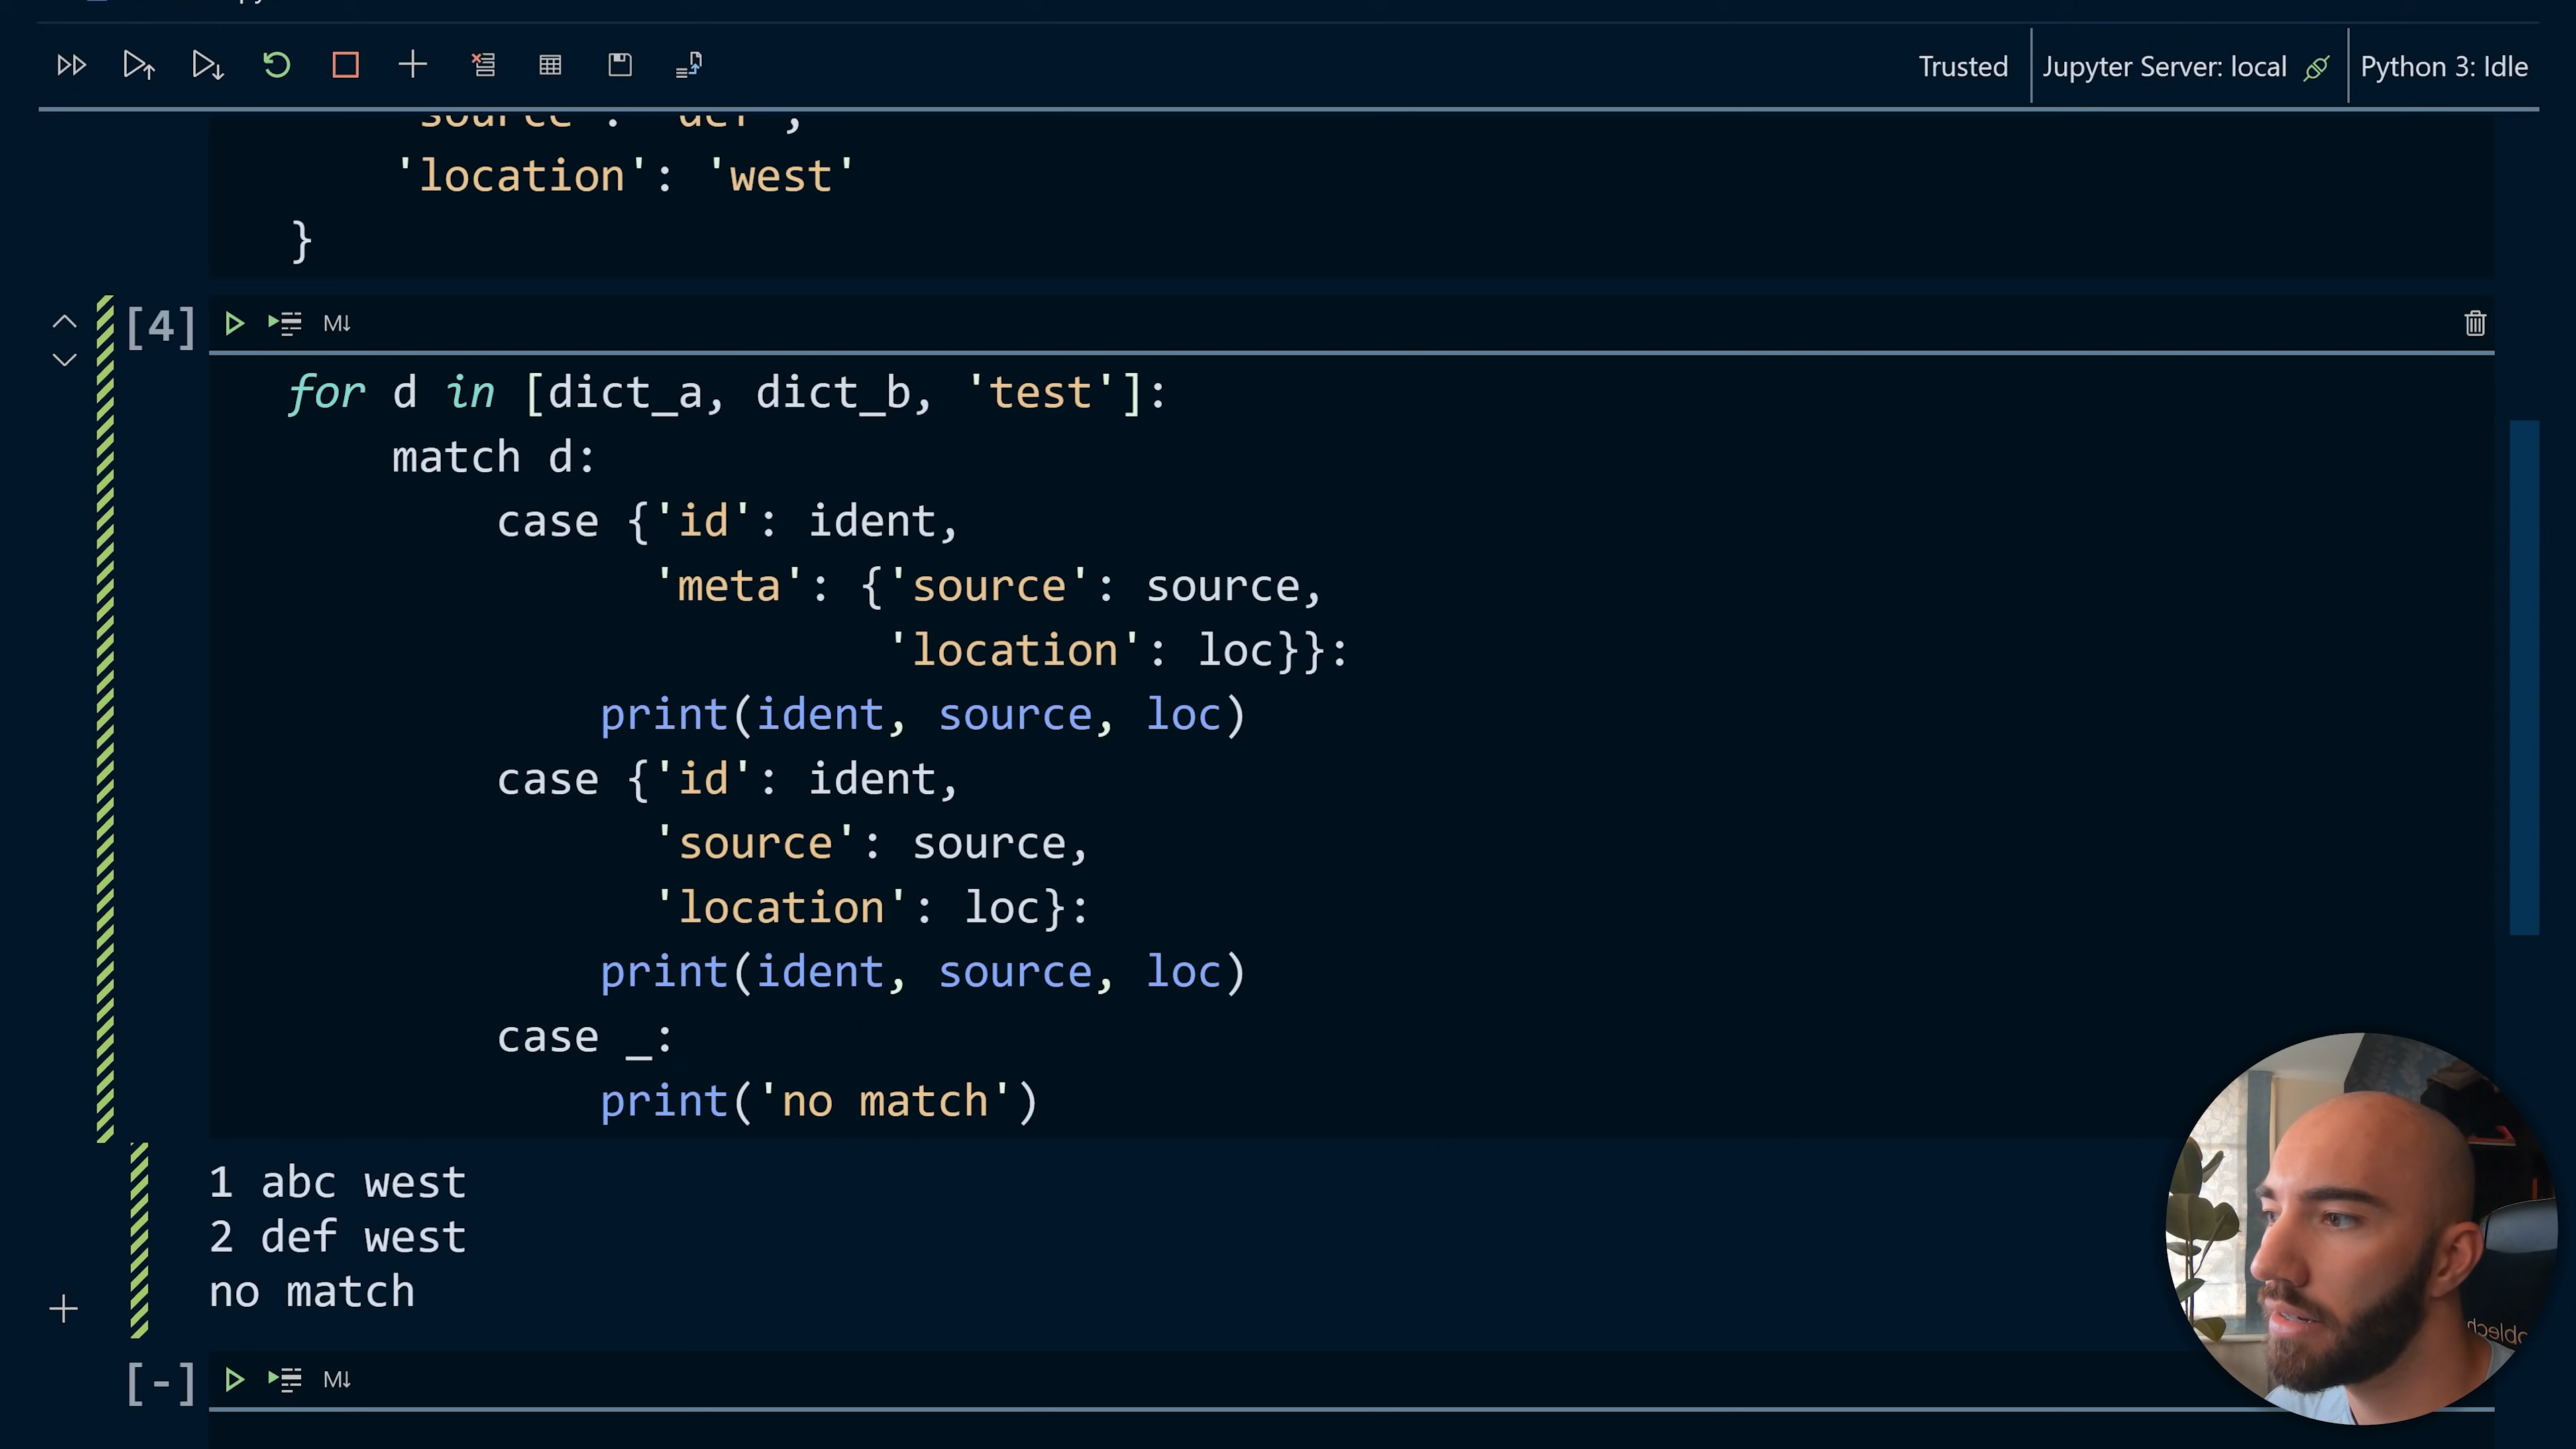 Trusted
Jupyter Server: local
Python 3: Idle
'location': 'west'
}
[4]
M↓
for d in [dict_a, dict_b, 'test']:
match d:
case {'id': ident,
'meta': {'source': source,
'location': loc}}:
print(ident, source, loc)
case {'id': ident,
'source': source,
'location': loc}:
print(ident, source, loc)
case _:
print('no match')
1 abc west
2 def west
no match
[-]
M↓